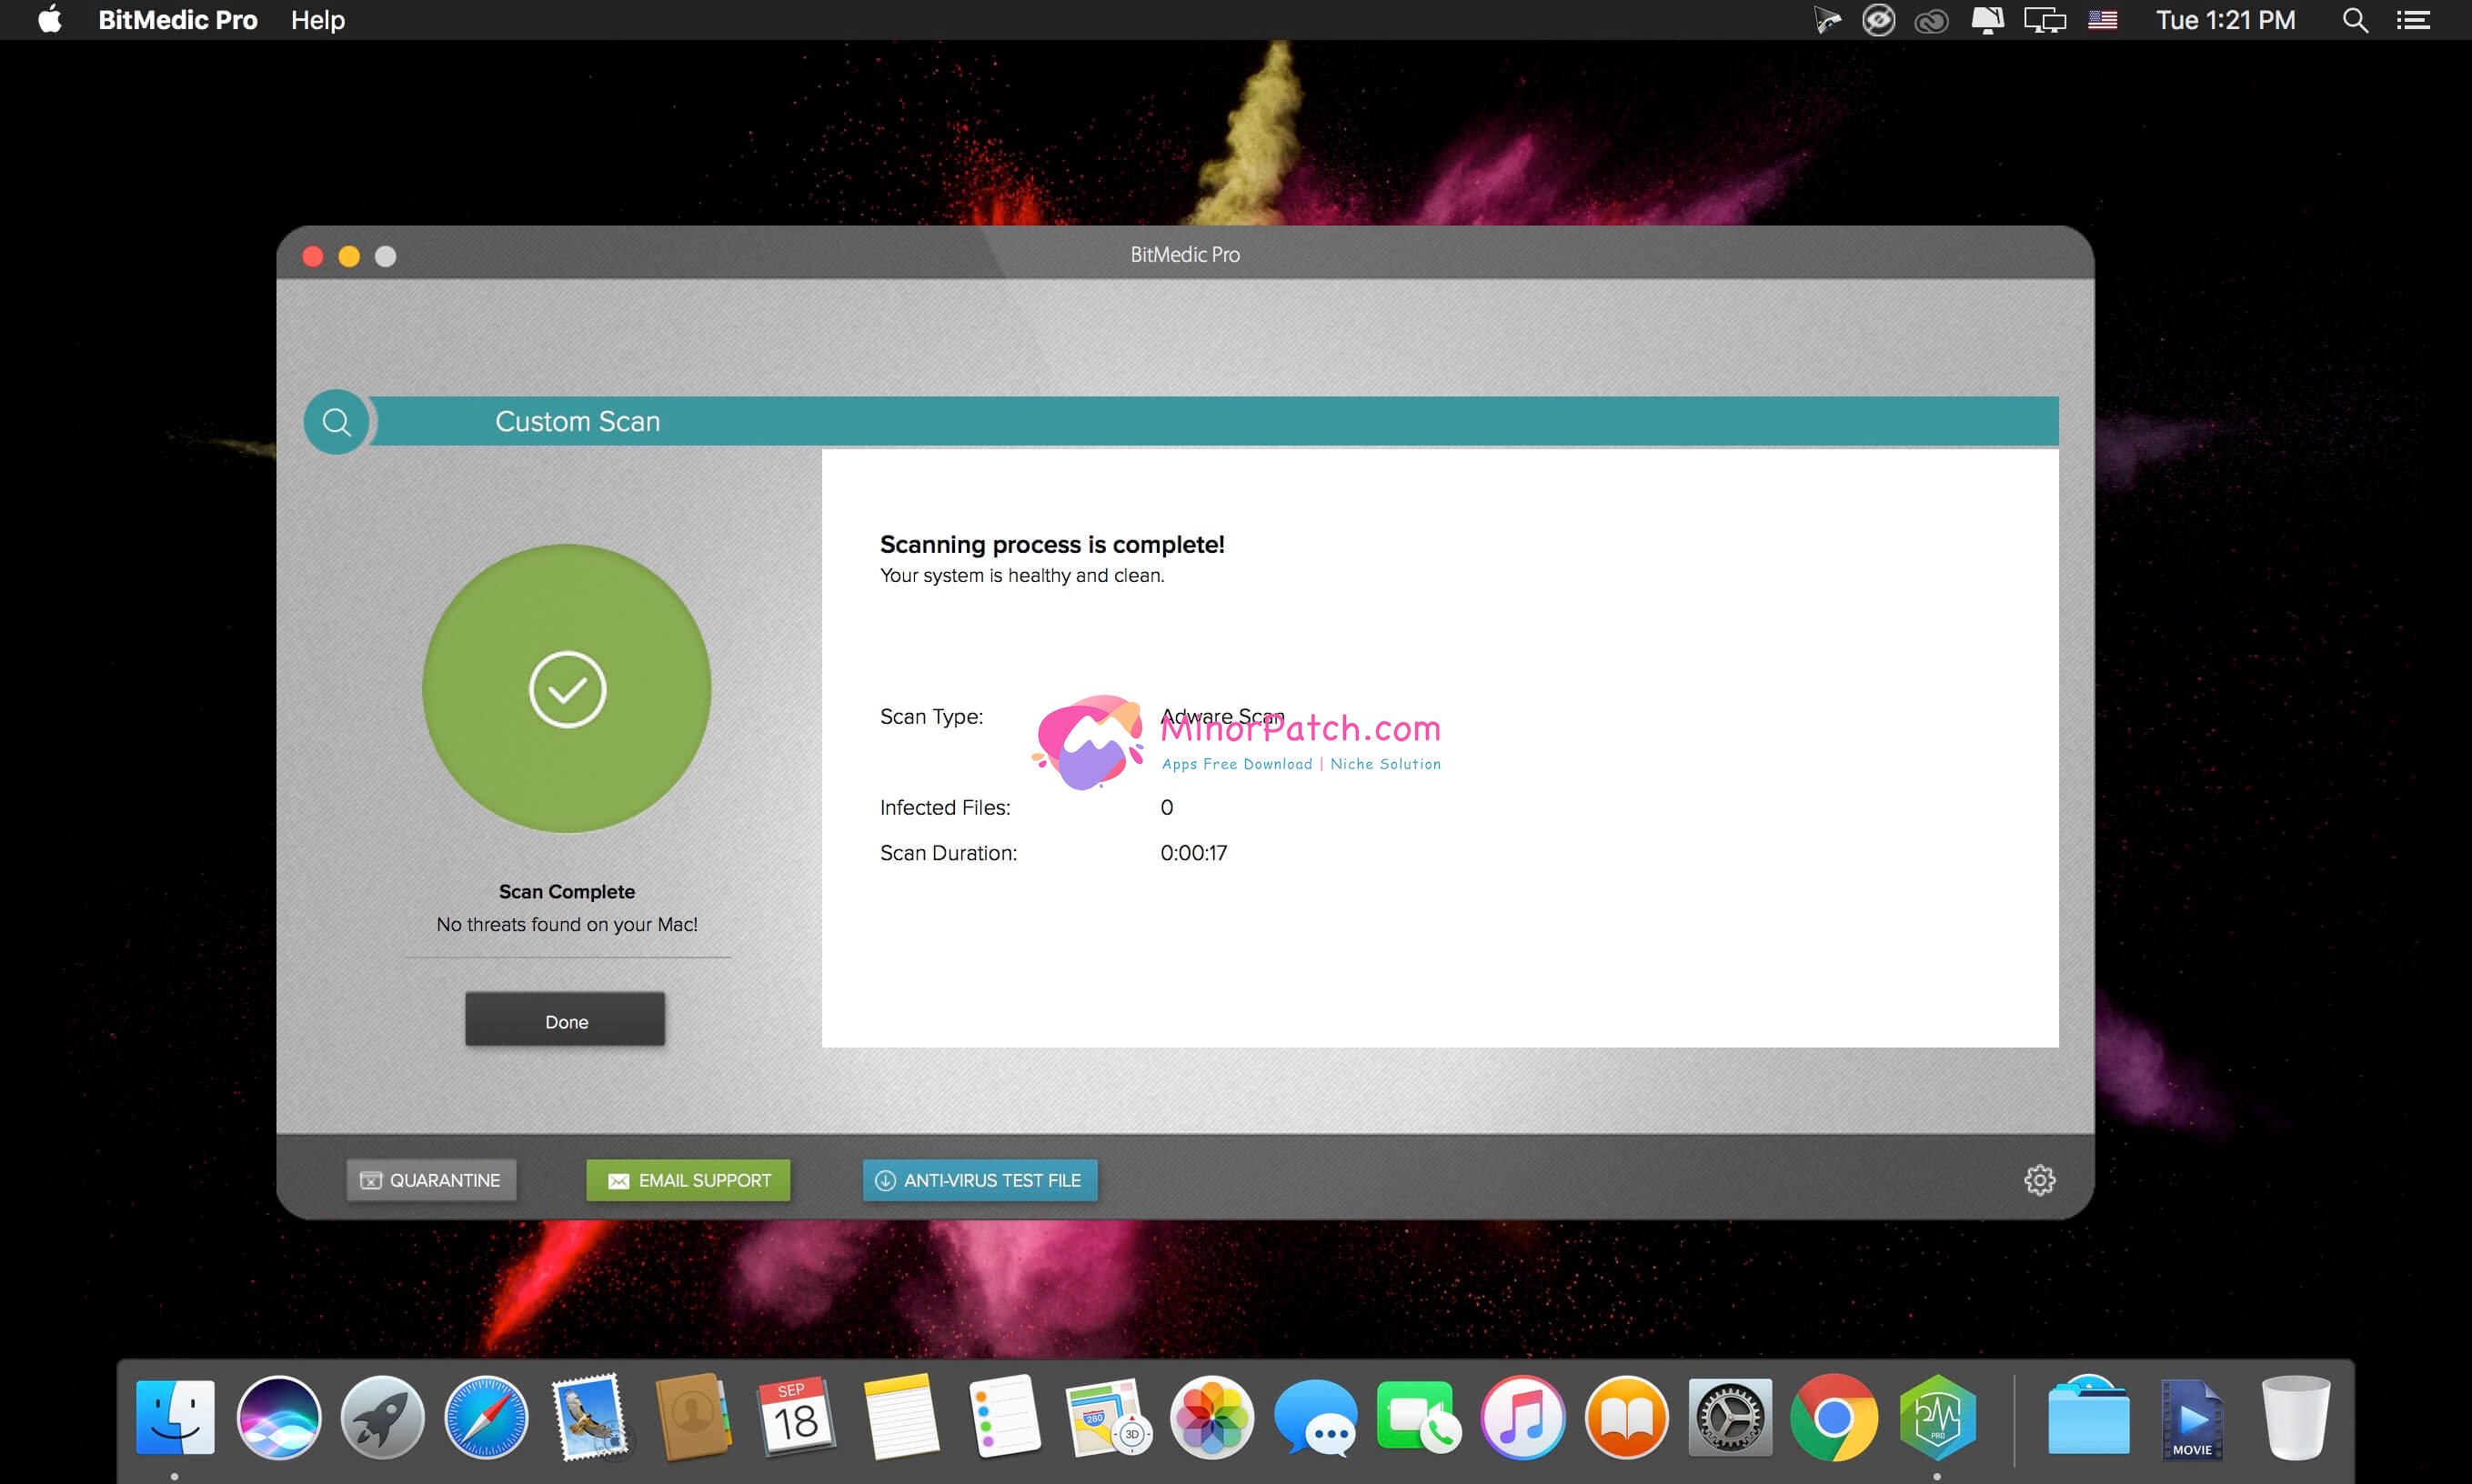 BitMedic Pro Help Tue 1:21 PM
BitMedic Pro
Custom Scan
Scanning process is complete!
Your system is healthy and clean.
Scan Type: Adware Scan
MinorPatch.com
Apps Free Download | Niche Solution
Infected Files: 0
Scan Duration: 0:00:17
Scan Complete
No threats found on your Mac!
Done
QUARANTINE EMAIL SUPPORT ANTI-VIRUS TEST FILE
SEP
18
280
3D
PRO
MOVIE